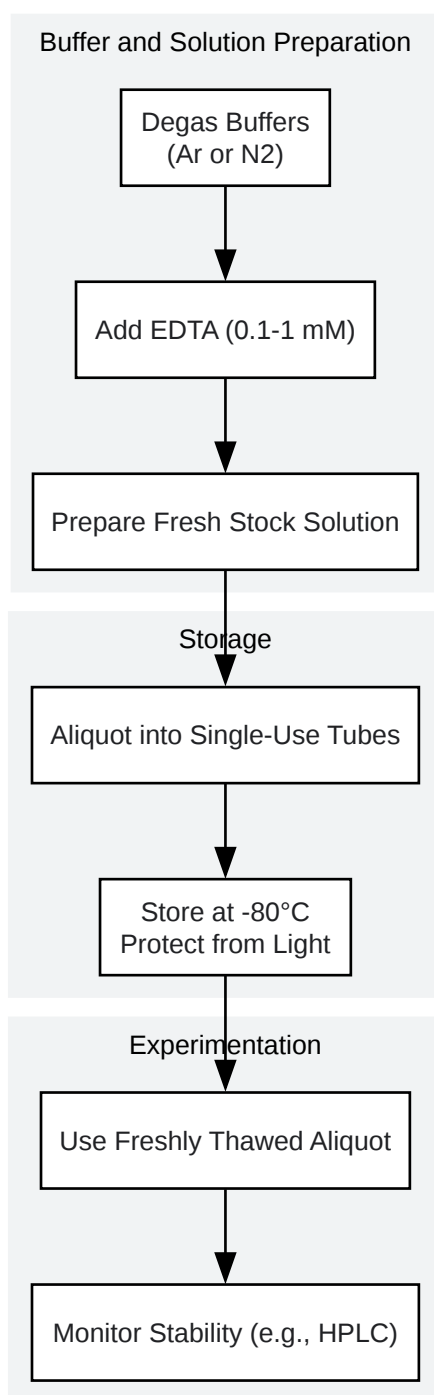 Buffer and Solution Preparation
Degas Buffers
(Ar or N2)
Add EDTA (0.1-1 mM)
Prepare Fresh Stock Solution
Storage
Aliquot into Single-Use Tubes
Store at -80°C
Protect from Light
Experimentation
Use Freshly Thawed Aliquot
Monitor Stability (e.g., HPLC)